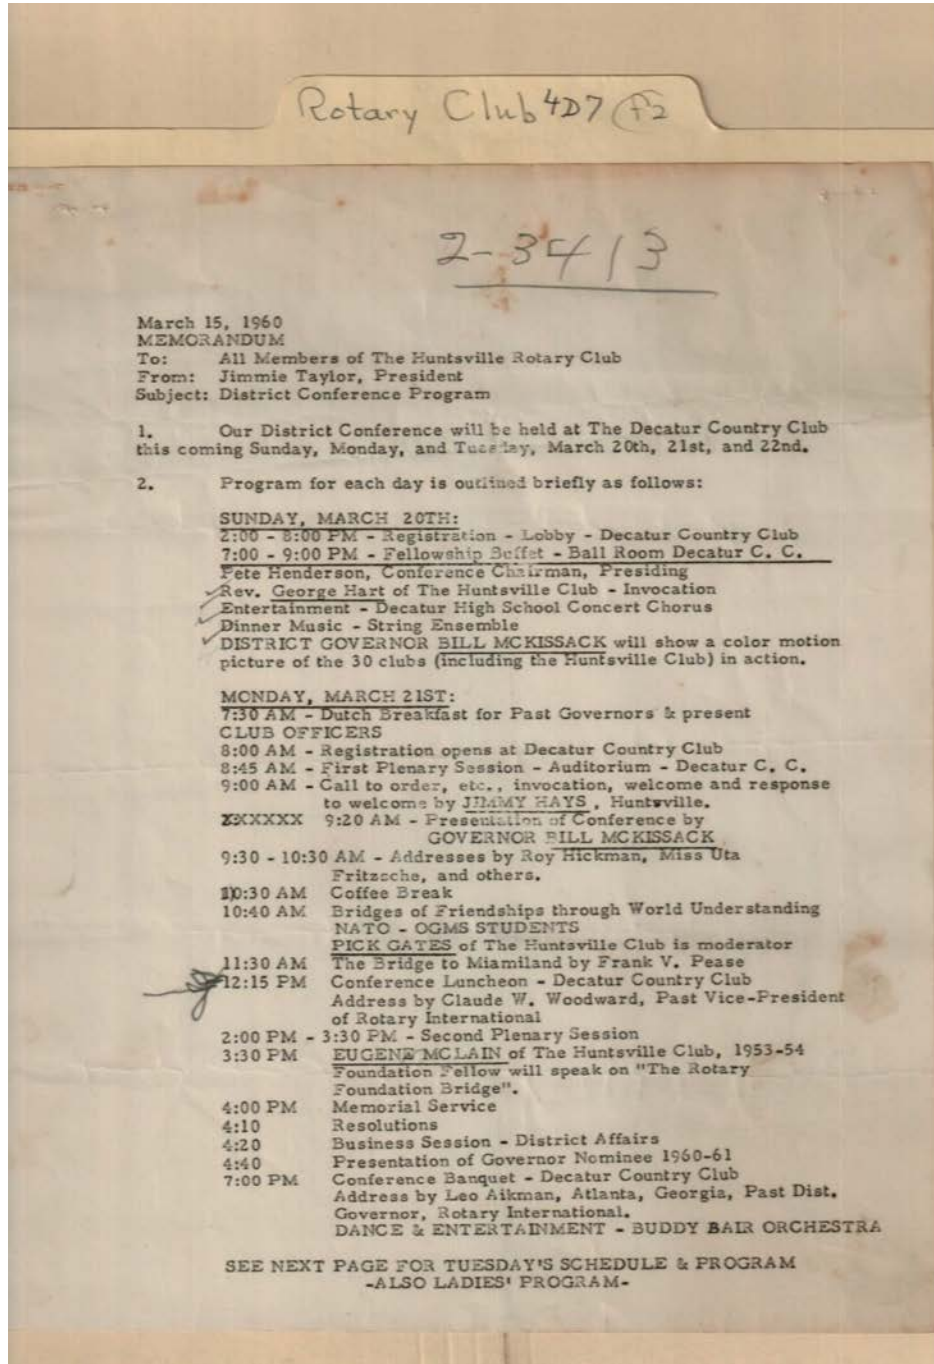 Rotary Club 4D7 F2
2-3413
March 15, 1960
MEMORANDUM
To: All Members of The Huntsville Rotary Club
From: Jimmie Taylor, President
Subject: District Conference Program
1. Our District Conference will be held at The Decatur Country Club
this coming Sunday, Monday, and Tuesday, March 20th, 21st, and 22nd.
2. Program for each day is outlined briefly as follows:
SUNDAY, MARCH 20TH:
2:00 - 8:00 PM - Registration - Lobby - Decatur Country Club
7:00 - 9:00 PM - Fellowship Buffet - Ball Room Decatur C. C.
Pete Henderson, Conference Chairman, Presiding
Rev. George Hart of The Huntsville Club - Invocation
Entertainment - Decatur High School Concert Chorus
Dinner Music - String Ensemble
DISTRICT GOVERNOR BILL MCKISSACK will show a color motion
picture of the 30 clubs (including the Huntsville Club) in action.
MONDAY, MARCH 21ST:
7:30 AM - Dutch Breakfast for Past Governors & present
CLUB OFFICERS
8:00 AM - Registration opens at Decatur Country Club
8:45 AM - First Plenary Session - Auditorium - Decatur C. C.
9:00 AM - Call to order, etc., invocation, welcome and response
to welcome by JIMMY HAYS , Huntsville.
XXXXXXX 9:20 AM - Presentation of Conference by
GOVERNOR BILL MCKISSACK
9:30 - 10:30 AM - Addresses by Roy Hickman, Miss Uta
Fritzsche, and others.
10:30 AM Coffee Break
10:40 AM Bridges of Friendships through World Understanding
NATO - OGMS STUDENTS
PICK GATES of The Huntsville Club is moderator
11:30 AM The Bridge to Miamiland by Frank V. Pease
12:15 PM Conference Luncheon - Decatur Country Club
Address by Claude W. Woodward, Past Vice-President
of Rotary International
2:00 PM - 3:30 PM - Second Plenary Session
3:30 PM EUGENE MCLAIN of The Huntsville Club, 1953-54
Foundation Fellow will speak on "The Rotary
Foundation Bridge".
4:00 PM Memorial Service
4:10 Resolutions
4:20 Business Session - District Affairs
4:40 Presentation of Governor Nominee 1960-61
7:00 PM Conference Banquet - Decatur Country Club
Address by Leo Aikman, Atlanta, Georgia, Past Dist.
Governor, Rotary International.
DANCE & ENTERTAINMENT - BUDDY BAIR ORCHESTRA
SEE NEXT PAGE FOR TUESDAY'S SCHEDULE & PROGRAM
-ALSO LADIES' PROGRAM-